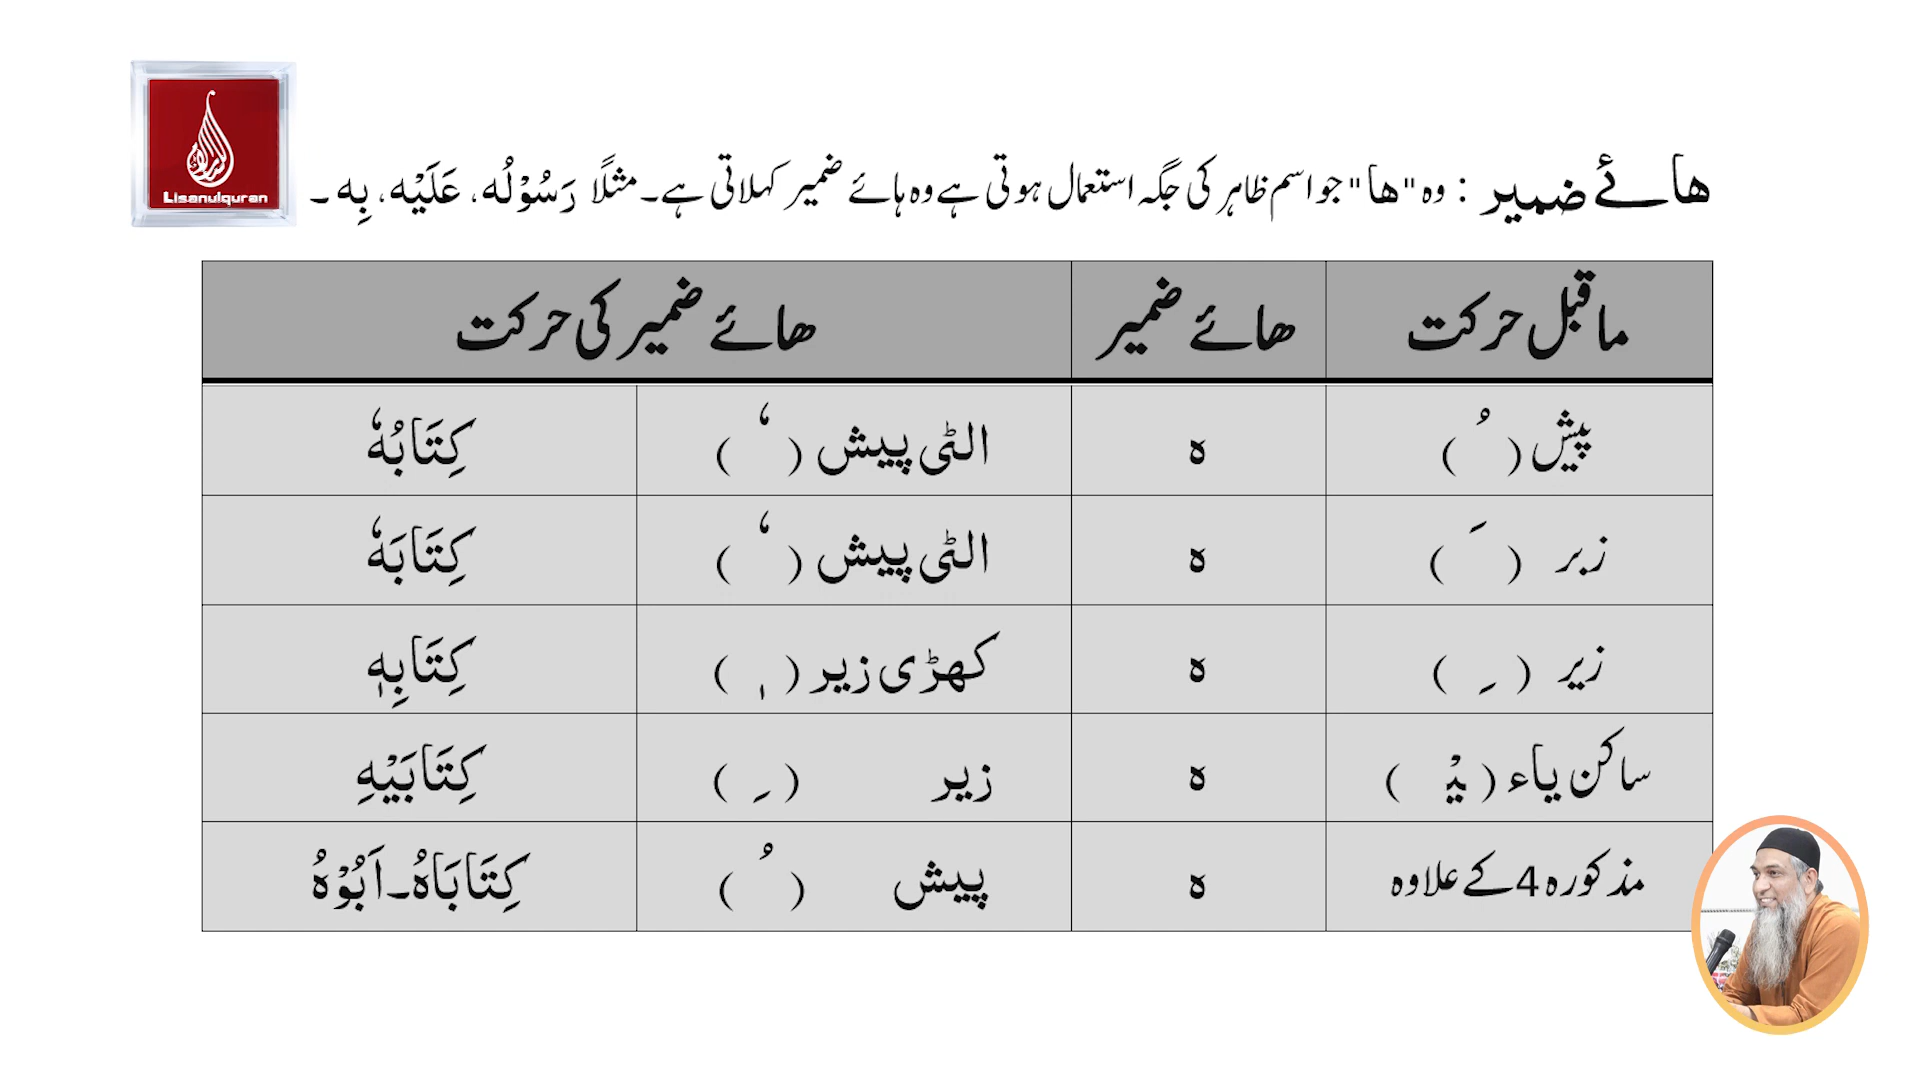 ھائے ضمیر : وہ "ھا" جو اسم ظاہر کی جگہ استعمال ہوتی ہے وہ ہائے ضمیر کہلاتی ہے۔ مثلًا رَسُوْلُه، عَلَيْه، بِه ۔
Lisanulquran
ماقبل حرکت ھائے ضمیر ھائے ضمیر کی حرکت
پیش ( ُ ) ہ الٹی پیش ( ٗ ) كِتَابُهٗ
زبر ( َ ) ہ الٹی پیش ( ٗ ) كِتَابَهٗ
زیر ( ِ ) ہ کھڑی زیر ( ٖ ) كِتَابِهٖ
ساکن یاء ( يْ ) ہ زیر ( ِ ) كِتَابَيْهِ
مذکورہ 4 کے علاوہ ہ پیش ( ُ ) كِتَابَاهُ۔اَبُوْهُ